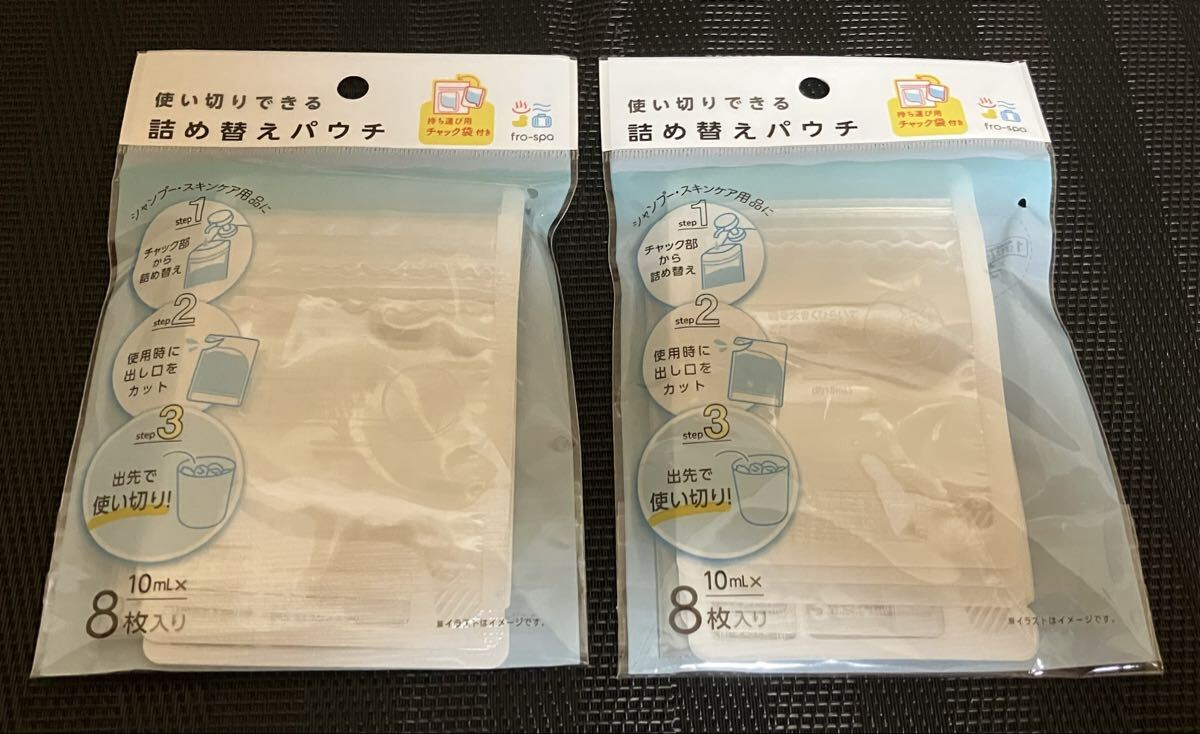 使い切りできる
詰め替えパウチ
持ち運び用
チャック袋付き
fro-spa
シャンプー・スキンケア用品に
step1
チャック部
から
詰め替え
step2
使用時に
出し口を
カット
step3
出先で
使い切り!
10mL×
8枚入り
※イラストはイメージです。
使い切りできる
詰め替えパウチ
持ち運び用
チャック袋付き
fro-spa
シャンプー・スキンケア用品に
step1
チャック部
から
詰め替え
step2
使用時に
出し口を
カット
step3
出先で
使い切り!
10mL×
8枚入り
※イラストはイメージです。